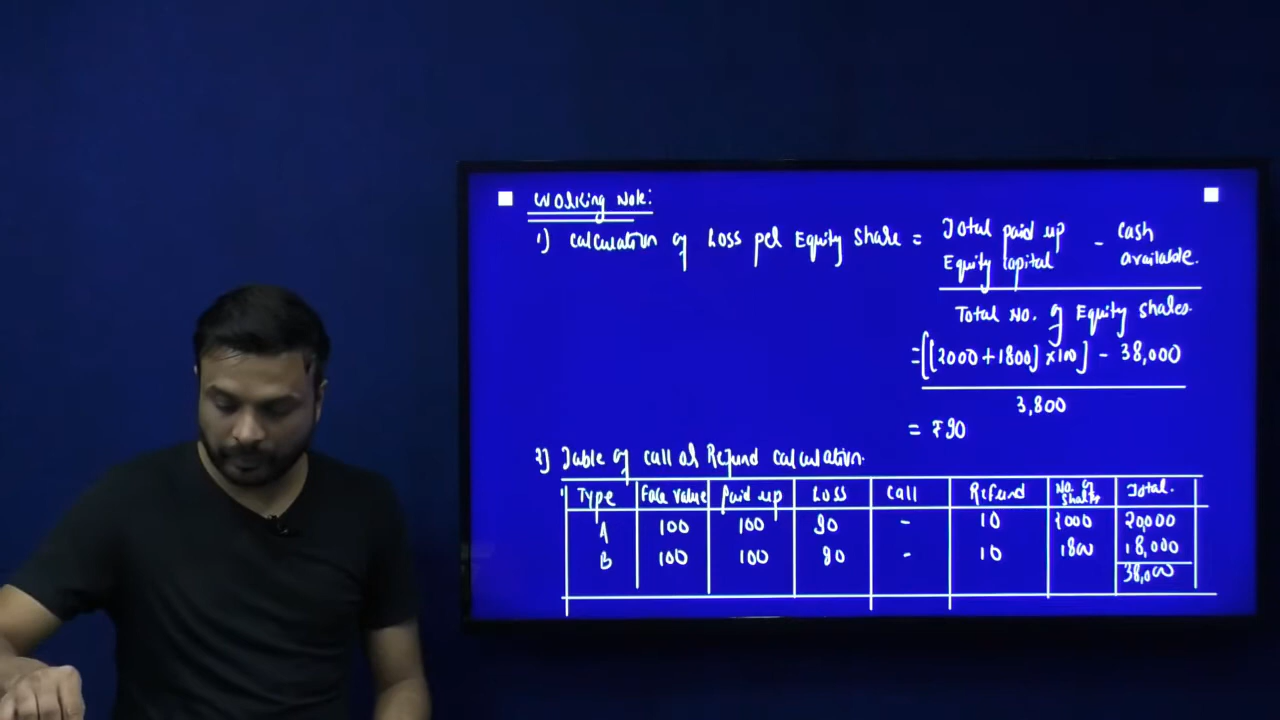 Working Note:
1) Calculation of Loss per Equity Share = Total paid up Equity Capital - Cash available.
Total No. of Equity Shares.
= [(2000+1800) x 100] - 38,000
3,800
= ₹90
2) Table of call or Refund calculation.
Type Face Value Paid up Loss Call Refund No. of Shares Total.
A 100 100 90 - 10 2000 20,000
B 100 100 90 - 10 1800 18,000
38,000